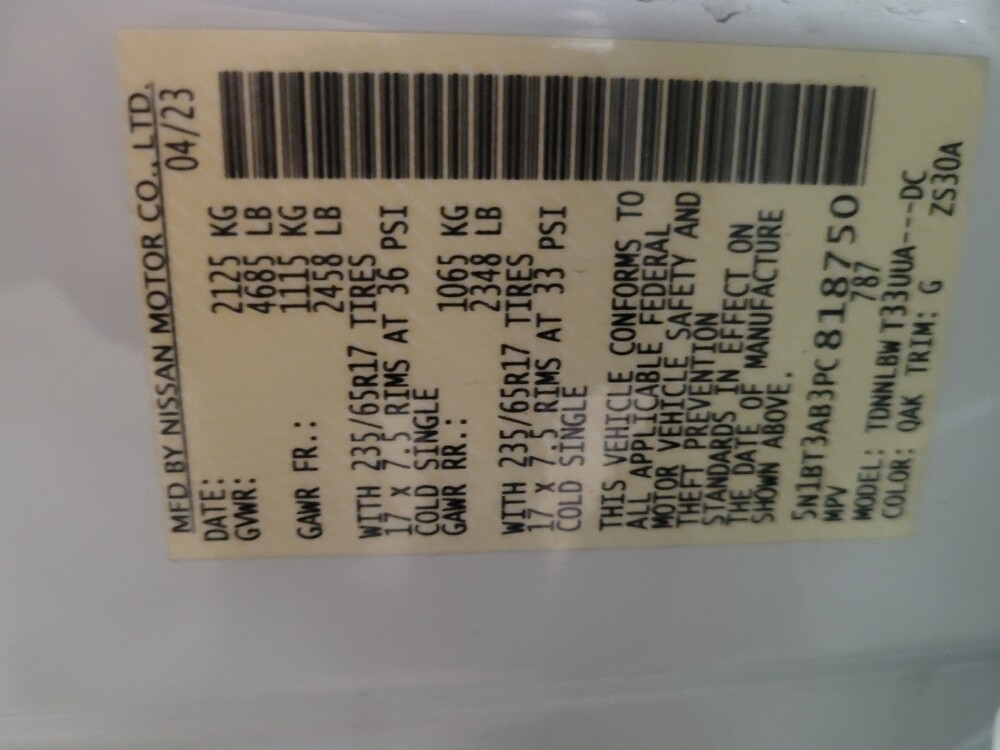 MFD BY NISSAN MOTOR CO., LTD.
DATE: 04/23
GVWR: 2125 KG
4685 LB
GAWR FR.: 1115 KG
2458 LB
WITH 235/65R17 TIRES
17 X 7.5 RIMS AT 36 PSI
COLD SINGLE
GAWR RR.: 1065 KG
2348 LB
WITH 235/65R17 TIRES
17 X 7.5 RIMS AT 33 PSI
COLD SINGLE
THIS VEHICLE CONFORMS TO
ALL APPLICABLE FEDERAL
MOTOR VEHICLE SAFETY AND
THEFT PREVENTION
STANDARDS IN EFFECT ON
THE DATE OF MANUFACTURE
SHOWN ABOVE.
5N1BT3AB3PC818750
MPV 787
MODEL: TDNNLBWT33UUA---DC
COLOR: QAK TRIM: G ZS30A